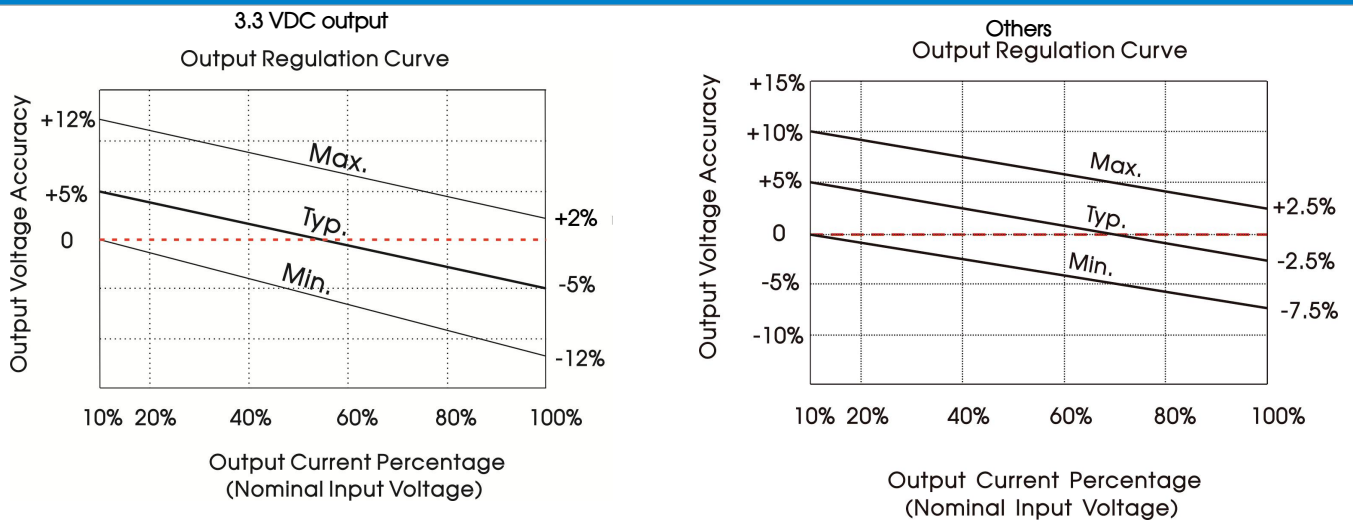 3.3 VDC output
Output Regulation Curve
Output Voltage Accuracy
+12%
+5%
0
Max.
Typ.
Min.
+2%
-5%
-12%
10% 20% 40% 60% 80% 100%
Output Current Percentage
(Nominal Input Voltage)
Others
Output Regulation Curve
Output Voltage Accuracy
+15%
+10%
+5%
0
-5%
-10%
Max.
Typ.
Min.
+2.5%
-2.5%
-7.5%
10% 20% 40% 60% 80% 100%
Output Current Percentage
(Nominal Input Voltage)